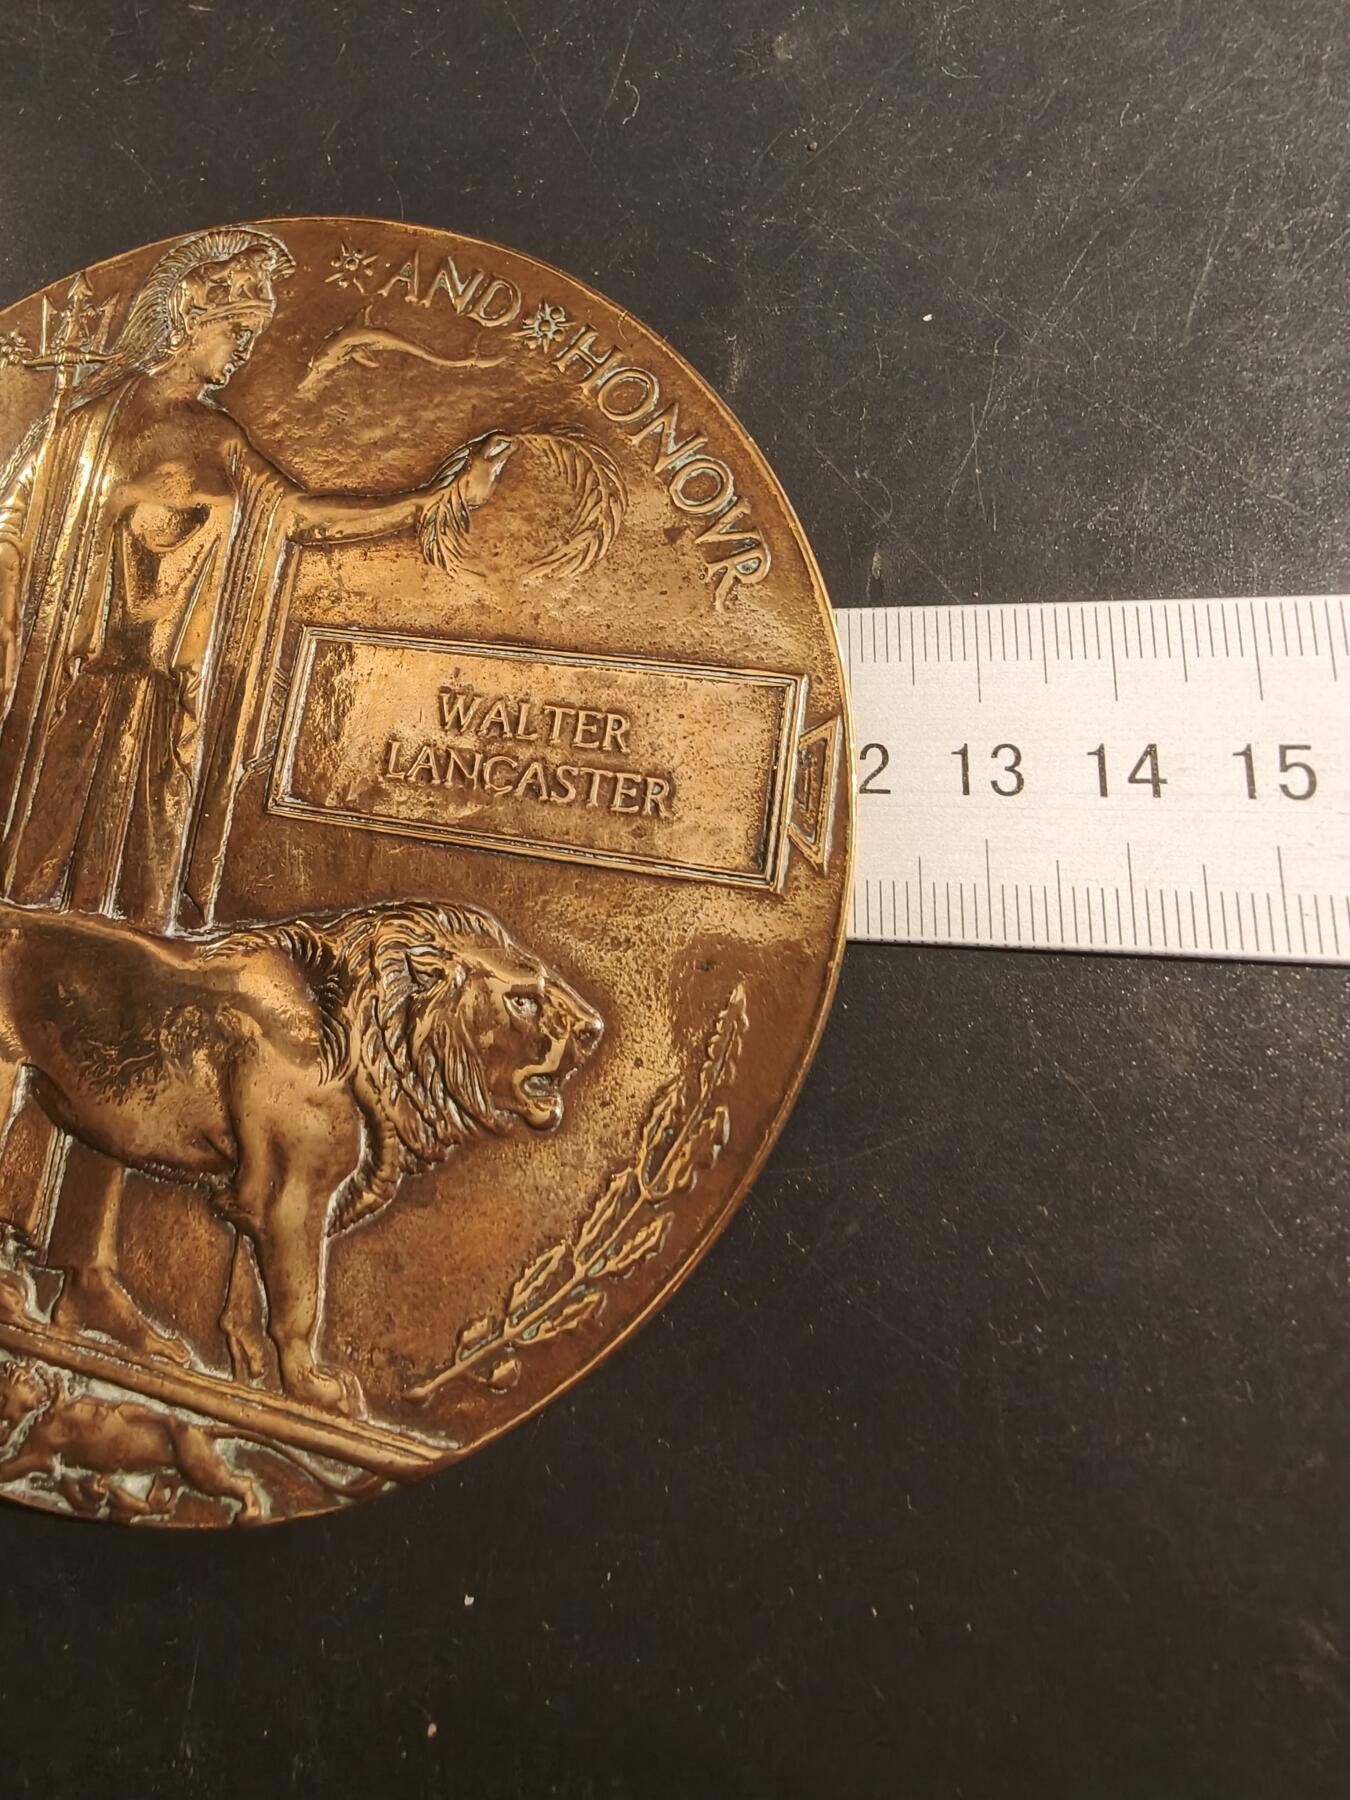 AND HONOVR
WALTER
LANCASTER
2 13 14 15